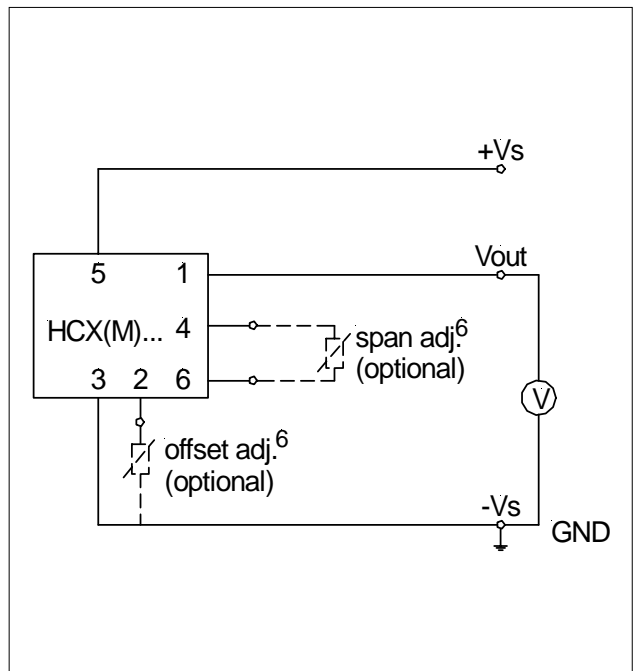 +Vs
Vout
5 1
HCX(M)... 4
3 2 6
span adj.6
(optional)
V
offset adj.6
(optional)
-Vs
GND